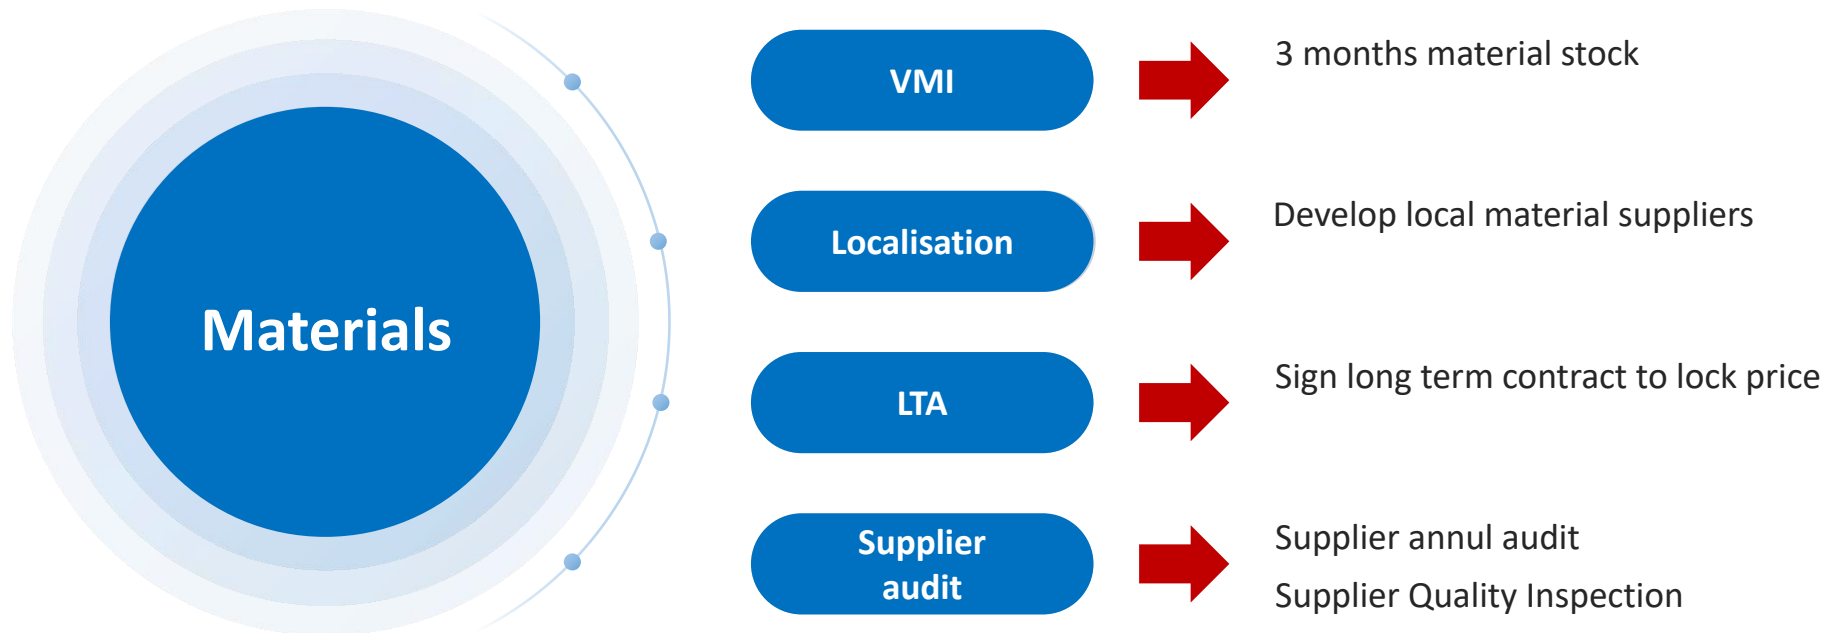 Materials
VMI
3 months material stock
Localisation
Develop local material suppliers
LTA
Sign long term contract to lock price
Supplier
audit
Supplier annul audit
Supplier Quality Inspection